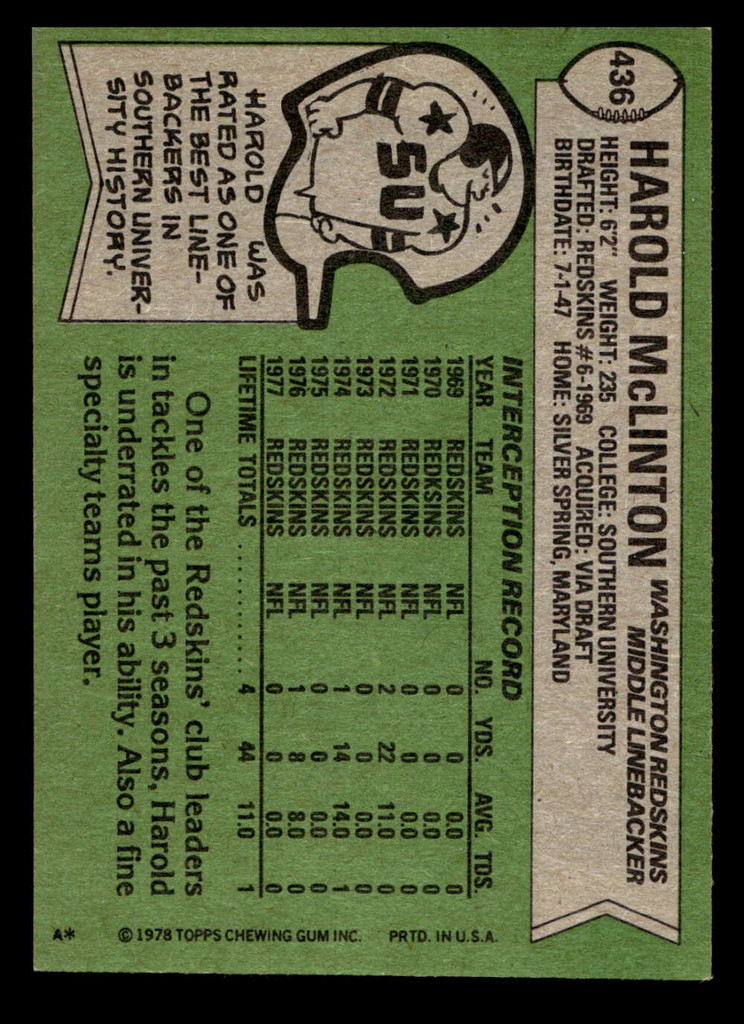 436
HAROLD McLINTON WASHINGTON REDSKINS
MIDDLE LINEBACKER
HEIGHT: 6'2" WEIGHT: 235 COLLEGE: SOUTHERN UNIVERSITY
DRAFTED: REDSKINS #6-1969 ACQUIRED: VIA DRAFT
BIRTHDATE: 7-1-47 HOME: SILVER SPRING, MARYLAND
SU
HAROLD WAS
RATED AS ONE OF
THE BEST LINE-
BACKERS IN
SOUTHERN UNIVER-
SITY HISTORY.
INTERCEPTION RECORD
YEAR TEAM NO. YDS. AVG. TDS.
1969 REDSKINS NFL 0 0 0.0 0
1970 REDKSINS NFL 0 0 0.0 0
1971 REDSKINS NFL 0 0 0.0 0
1972 REDSKINS NFL 2 22 11.0 0
1973 REDSKINS NFL 0 0 0.0 0
1974 REDSKINS NFL 1 14 14.0 1
1975 REDSKINS NFL 0 0 0.0 0
1976 REDSKINS NFL 1 8 8.0 0
1977 REDSKINS NFL 0 0 0.0 0
LIFETIME TOTALS ............ 4 44 11.0 1
One of the Redskins' club leaders
in tackles the past 3 seasons, Harold
is underrated in his ability. Also a fine
specialty teams player.
A* © 1978 TOPPS CHEWING GUM INC. PRTD. IN U.S.A.